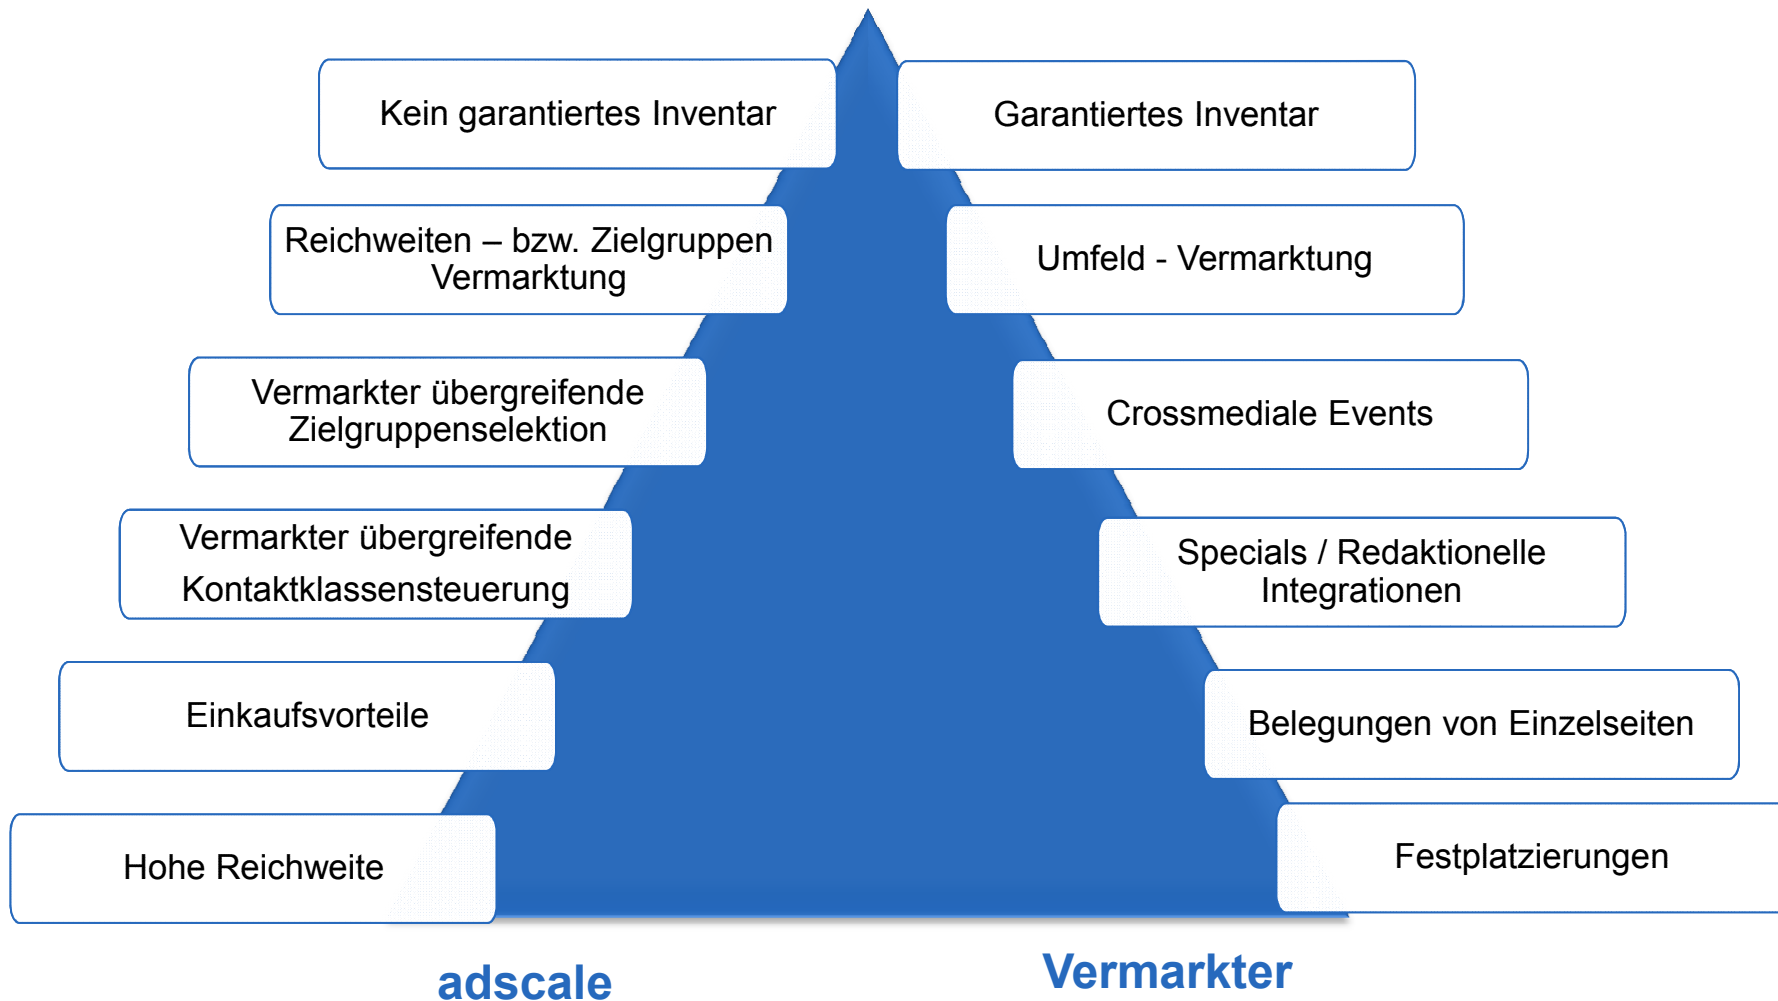 Kein garantiertes Inventar
Garantiertes Inventar
Reichweiten – bzw. Zielgruppen
Vermarktung
Umfeld - Vermarktung
Vermarkter übergreifende
Zielgruppenselektion
Crossmediale Events
Vermarkter übergreifende
Kontaktklassensteuerung
Specials / Redaktionelle
Integrationen
Einkaufsvorteile
Belegungen von Einzelseiten
Hohe Reichweite
Festplatzierungen
adscale
Vermarkter